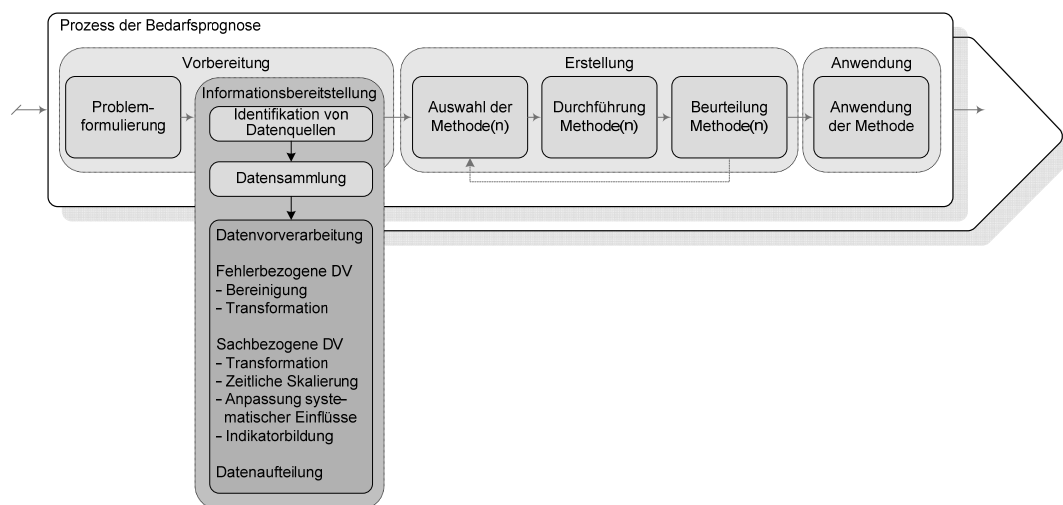 Prozess der Bedarfsprognose
Vorbereitung
Problem-
formulierung
Informationsbereitstellung
Identifikation von
Datenquellen
Datensammlung
Datenvorverarbeitung
Fehlerbezogene DV
- Bereinigung
- Transformation
Sachbezogene DV
- Transformation
- Zeitliche Skalierung
- Anpassung syste-
matischer Einflüsse
- Indikatorbildung
Datenaufteilung
Erstellung
Auswahl der
Methode(n)
Durchführung
Methode(n)
Beurteilung
Methode(n)
Anwendung
Anwendung
der Methode